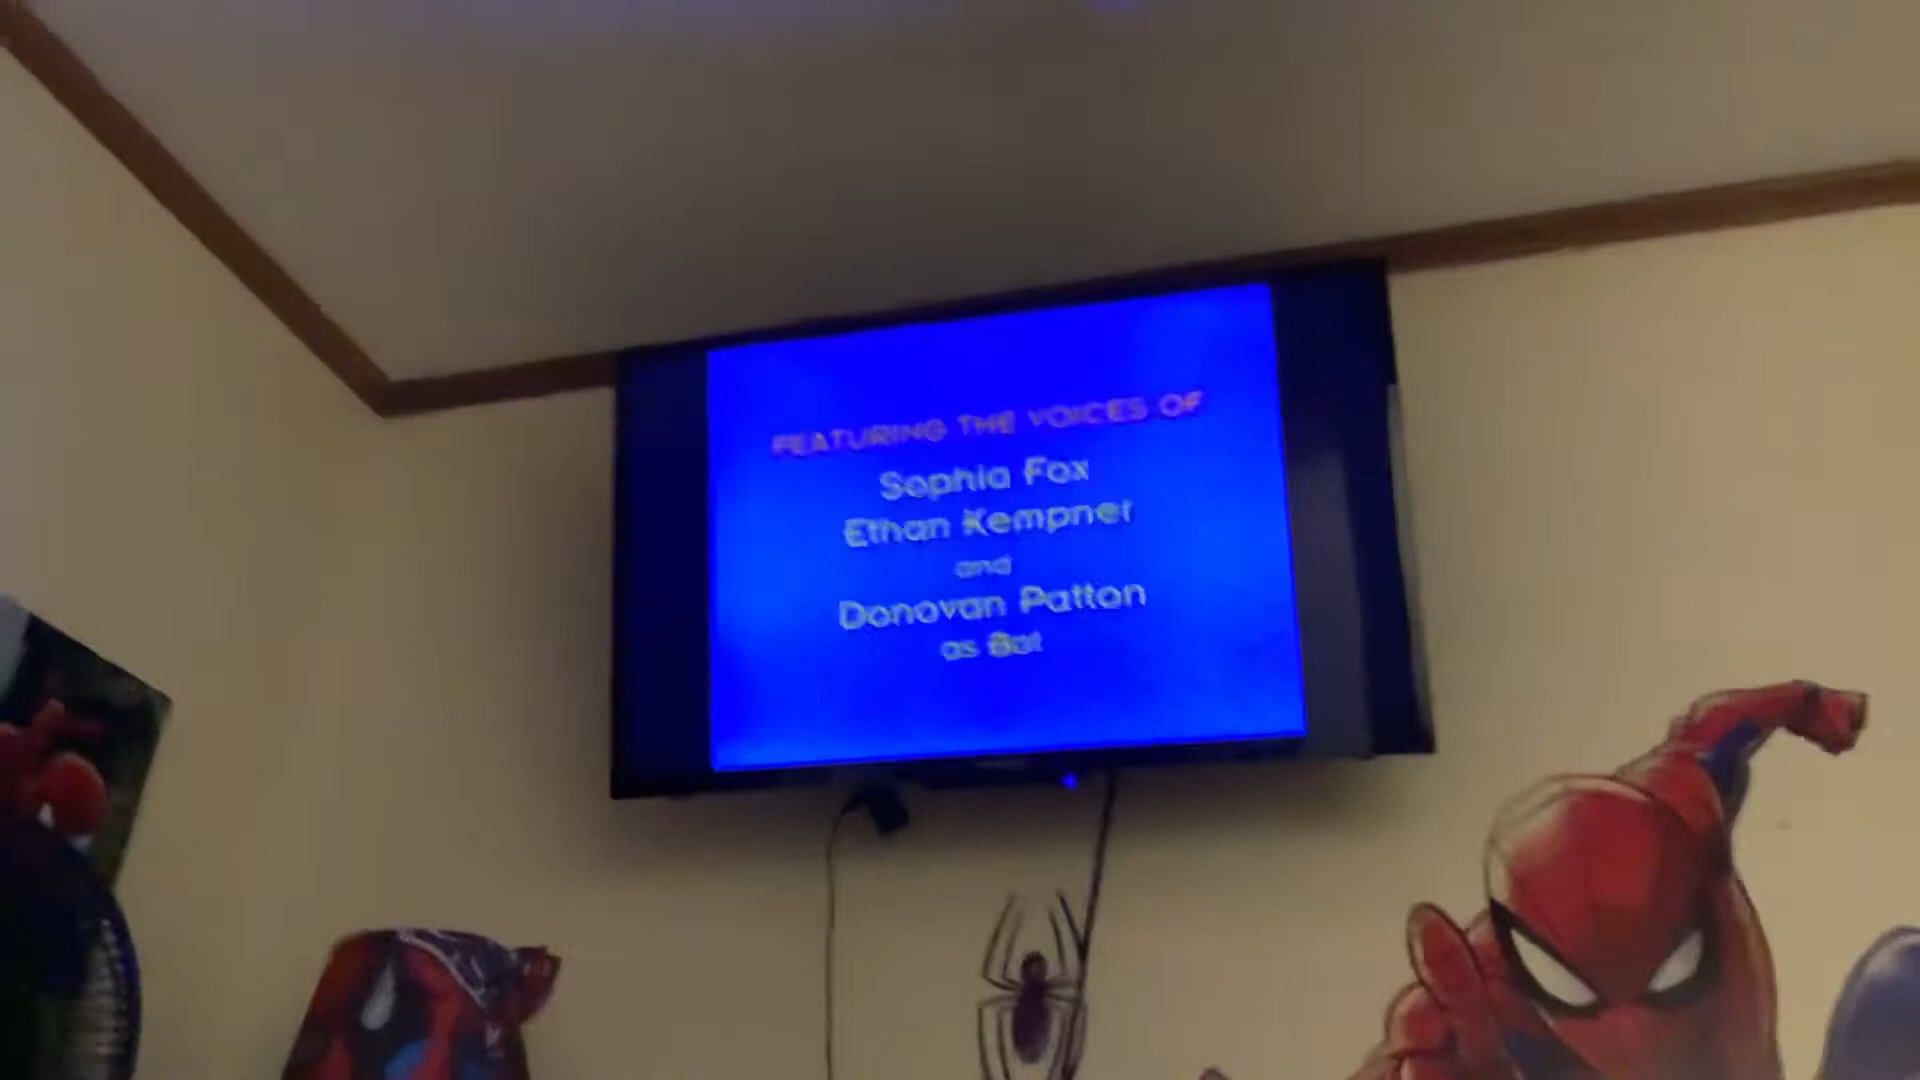 FEATURING THE VOICES OF
Sophia Fox
Ethan Kempner
and
Donovan Patton
as Bot